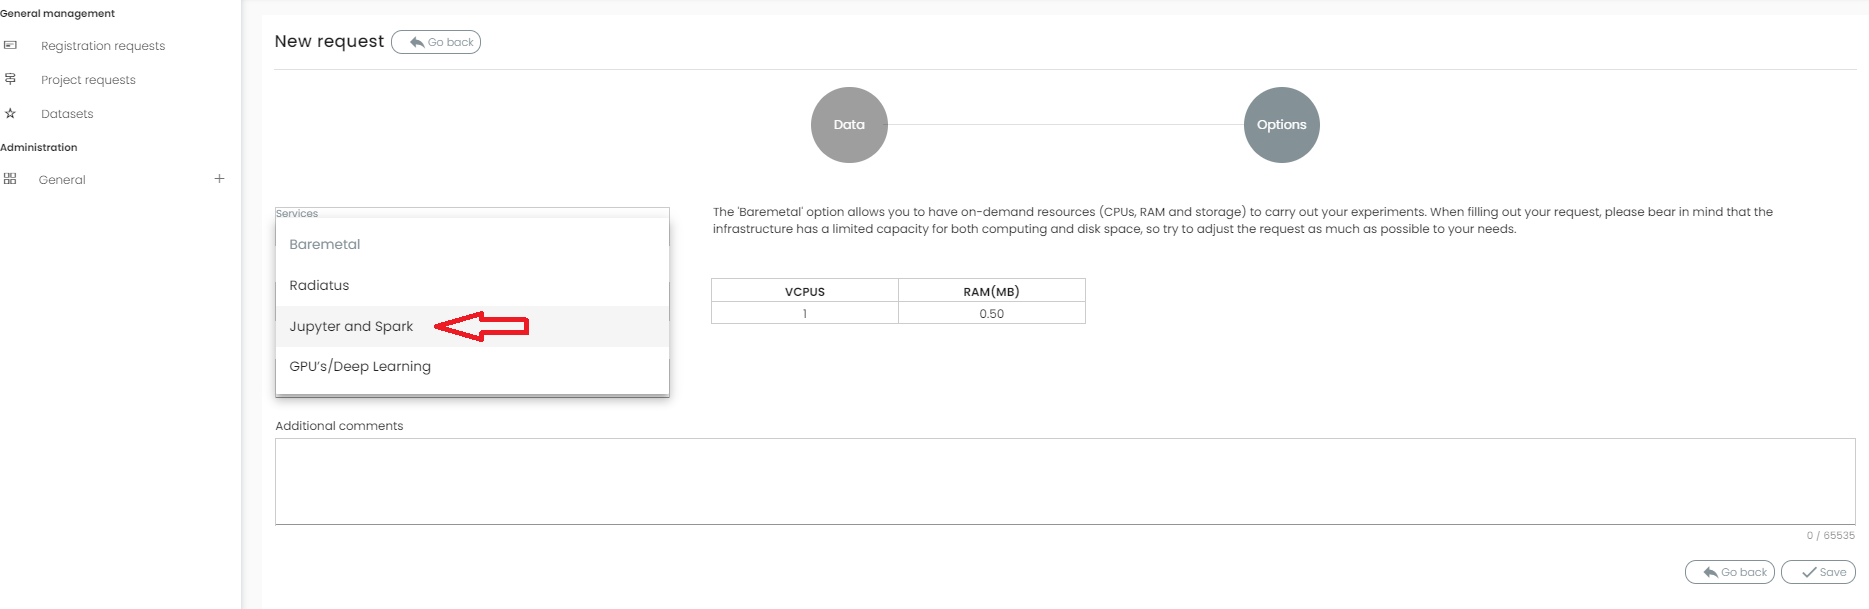 General management
Registration requests
Project requests
Datasets
Administration
General
New request
Go back
Data
Options
Services
Baremetal
Radiatus
Jupyter and Spark
GPU's/Deep Learning
The 'Baremetal' option allows you to have on-demand resources (CPUs, RAM and storage) to carry out your experiments. When filling out your request, please bear in mind that the
infrastructure has a limited capacity for both computing and disk space, so try to adjust the request as much as possible to your needs.
VCPUS RAM(MB)
1 0.50
Additional comments
0 / 65535
Go back Save